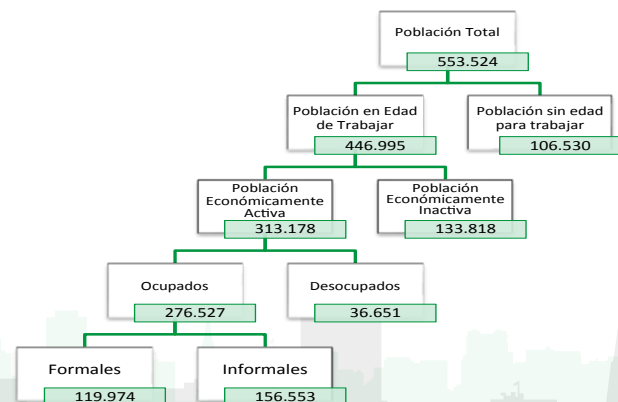 Población Total
553.524
Población en Edad
de Trabajar
446.995
Población sin edad
para trabajar
106.530
Población
Económicamente
Activa
313.178
Población
Económicamente
Inactiva
133.818
Ocupados
276.527
Desocupados
36.651
Formales
119.974
Informales
156.553